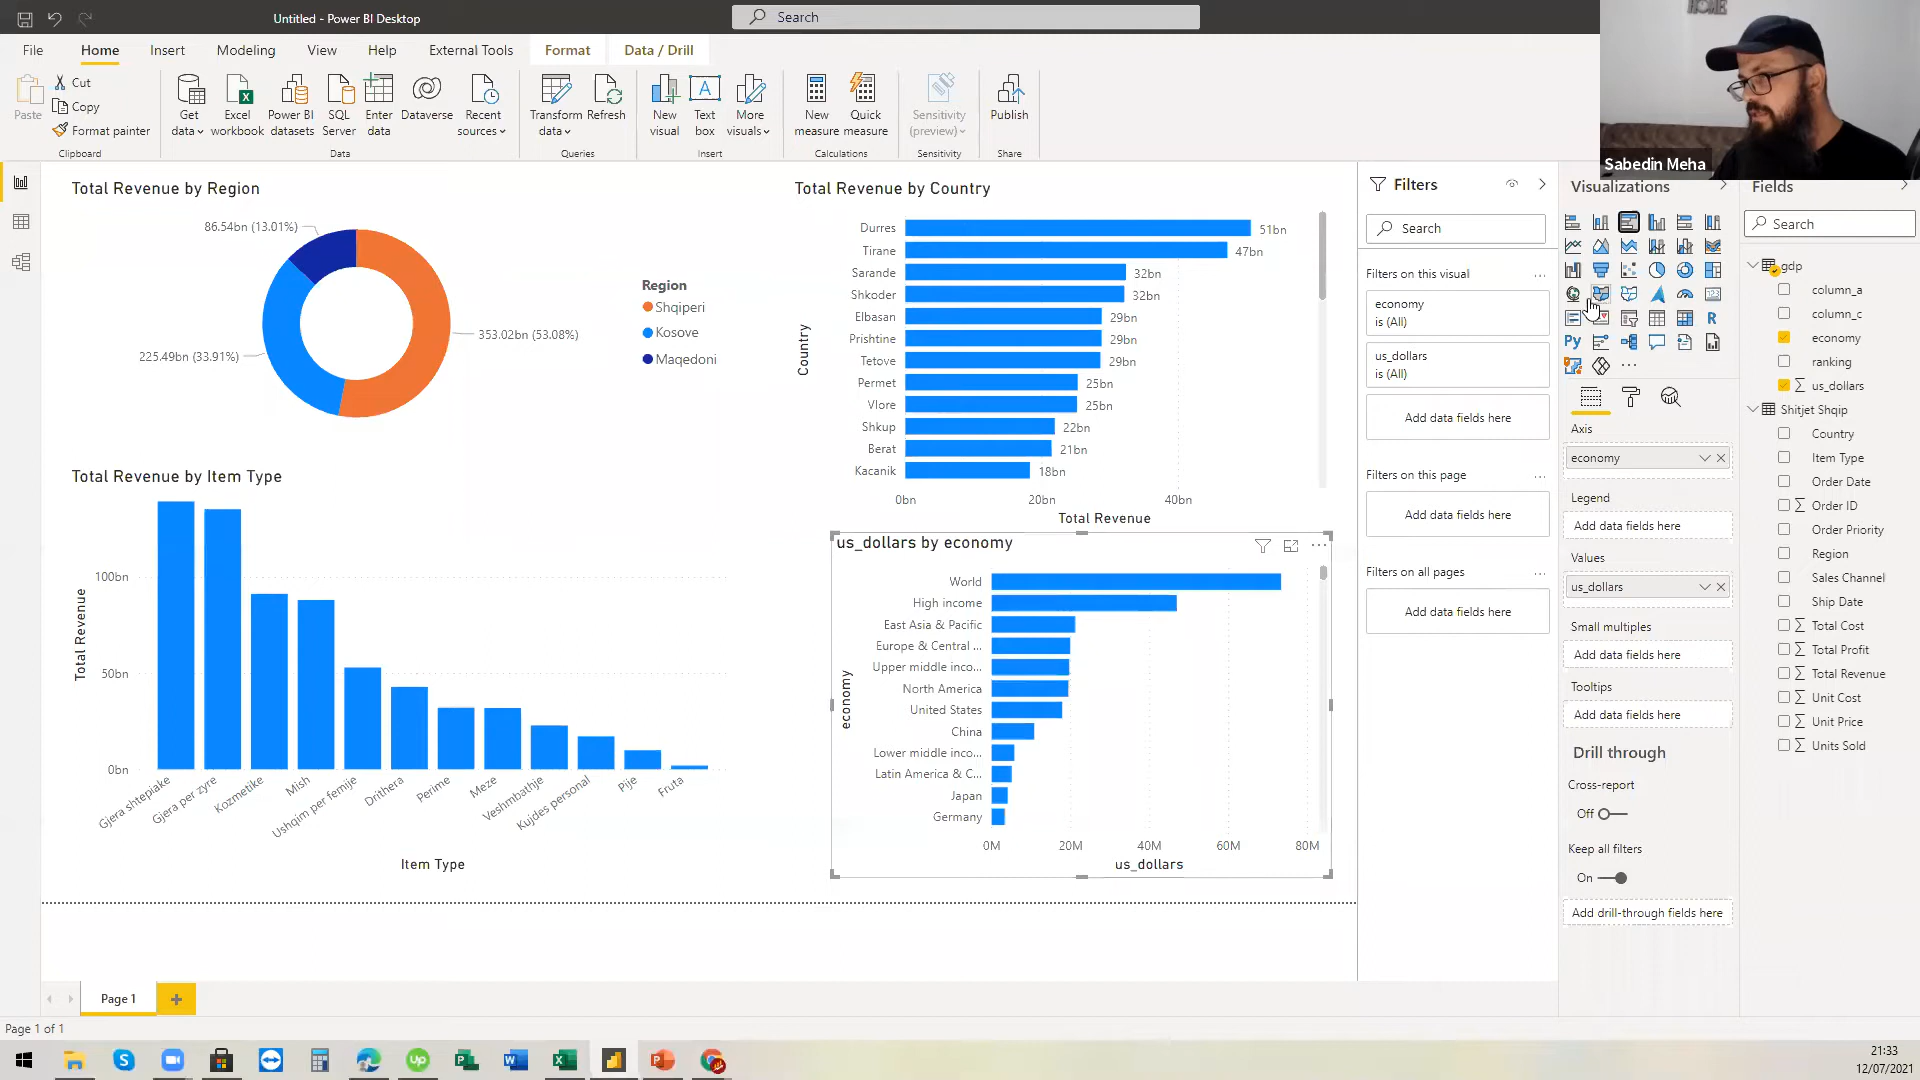 Untitled - Power BI Desktop
Search
File
Home
Insert
Modeling
View
Help
External Tools
Format
Data / Drill
Paste
Cut
Copy
Format painter
Clipboard
Get data
Excel workbook
Power BI datasets
SQL Server
Enter data
Dataverse
Recent sources
Data
Transform data
Refresh
Queries
New visual
Text box
More visuals
Insert
New measure
Quick measure
Calculations
Sensitivity (preview)
Sensitivity
Publish
Share
HOME
Sabedin Meha
Total Revenue by Region
86.54bn (13.01%)
353.02bn (53.08%)
225.49bn (33.91%)
Region
Shqiperi
Kosove
Maqedoni
Total Revenue by Country
Country
Durres 51bn
Tirane 47bn
Sarande 32bn
Shkoder 32bn
Elbasan 29bn
Prishtine 29bn
Tetove 29bn
Permet 25bn
Vlore 25bn
Shkup 22bn
Berat 21bn
Kacanik 18bn
0bn 20bn 40bn
Total Revenue
Total Revenue by Item Type
Total Revenue
100bn
50bn
0bn
Gjera shtepiake
Gjera per zyre
Kozmetike
Mish
Ushqim per femije
Drithera
Perime
Meze
Veshmbathje
Kujdes personal
Pije
Fruta
Item Type
us_dollars by economy
economy
World
High income
East Asia & Pacific
Europe & Central ...
Upper middle inco...
North America
United States
China
Lower middle inco...
Latin America & C...
Japan
Germany
0M 20M 40M 60M 80M
us_dollars
Filters
Search
Filters on this visual ...
economy
is (All)
us_dollars
is (All)
Add data fields here
Filters on this page ...
Add data fields here
Filters on all pages ...
Add data fields here
Visualizations
R
Py
Axis
economy
Legend
Add data fields here
Values
us_dollars
Small multiples
Add data fields here
Tooltips
Add data fields here
Drill through
Cross-report
Off
Keep all filters
On
Add drill-through fields here
Fields
Search
gdp
column_a
column_c
economy
ranking
us_dollars
Shitjet Shqip
Country
Item Type
Order Date
Order ID
Order Priority
Region
Sales Channel
Ship Date
Total Cost
Total Profit
Total Revenue
Unit Cost
Unit Price
Units Sold
Page 1
Page 1 of 1
21:33
12/07/2021